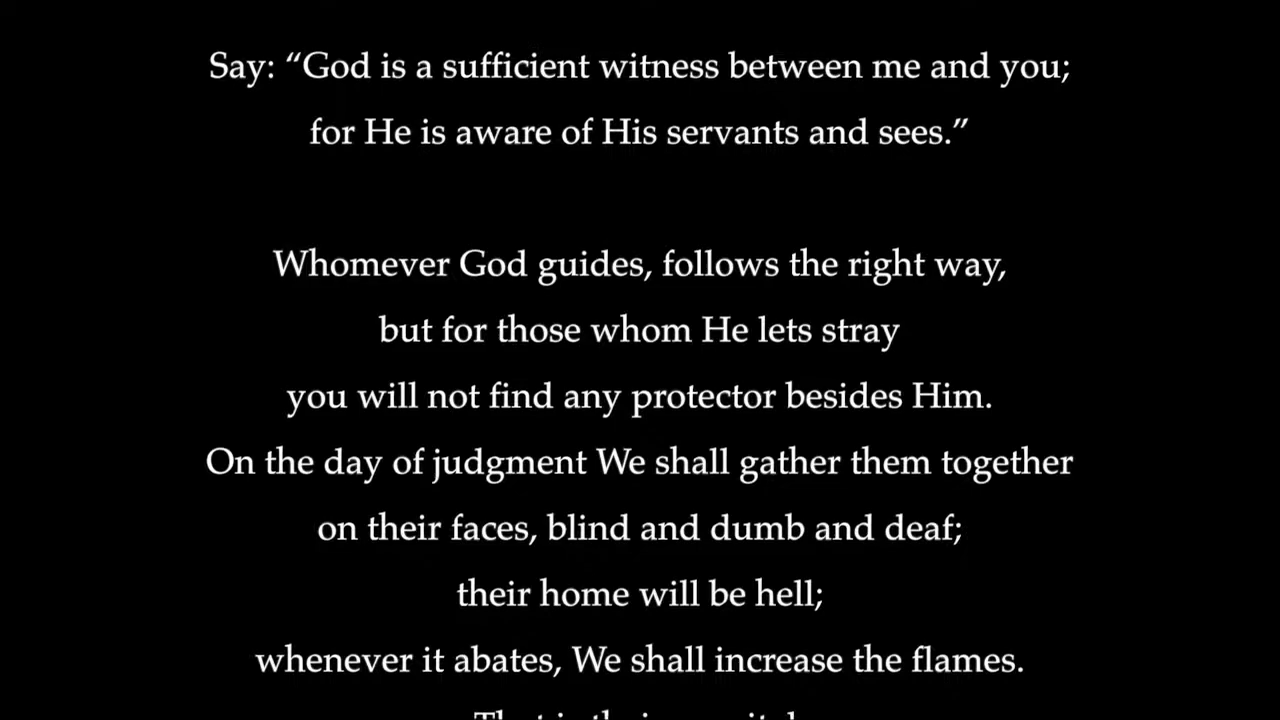 Say: “God is a sufficient witness between me and you;
for He is aware of His servants and sees.”
Whomever God guides, follows the right way,
but for those whom He lets stray
you will not find any protector besides Him.
On the day of judgment We shall gather them together
on their faces, blind and dumb and deaf;
their home will be hell;
whenever it abates, We shall increase the flames.
That is their